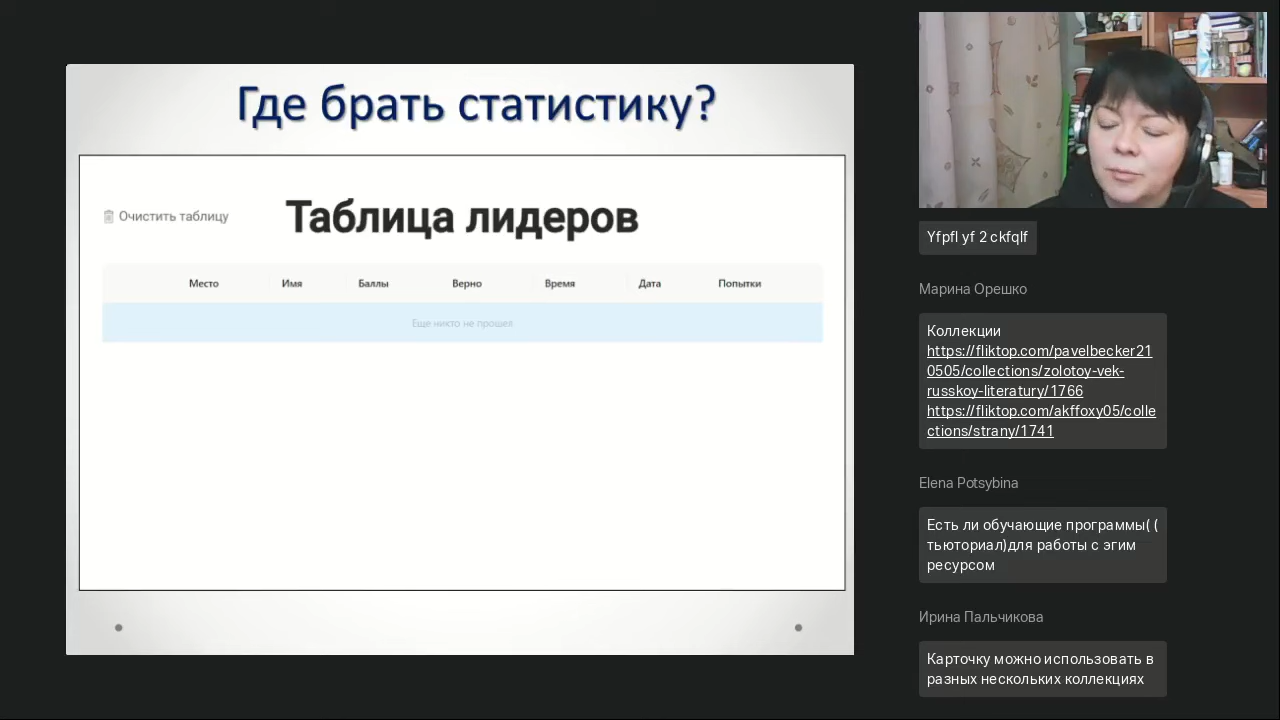 Где брать статистику?
Очистить таблицу
Таблица лидеров
Место Имя Баллы Верно Время Дата Попытки
Еще никто не прошел
Yfpfl yf 2 ckfqlf
Марина Орешко
Коллекции
https://fliktop.com/pavelbecker21
0505/collections/zolotoy-vek-
russkoy-literatury/1766
https://fliktop.com/akffoxy05/colle
ctions/strany/1741
Elena Potsybina
Есть ли обучающие программы( (
тьюториал)для работы с эгим
ресурсом
Ирина Пальчикова
Карточку можно использовать в
разных нескольких коллекциях